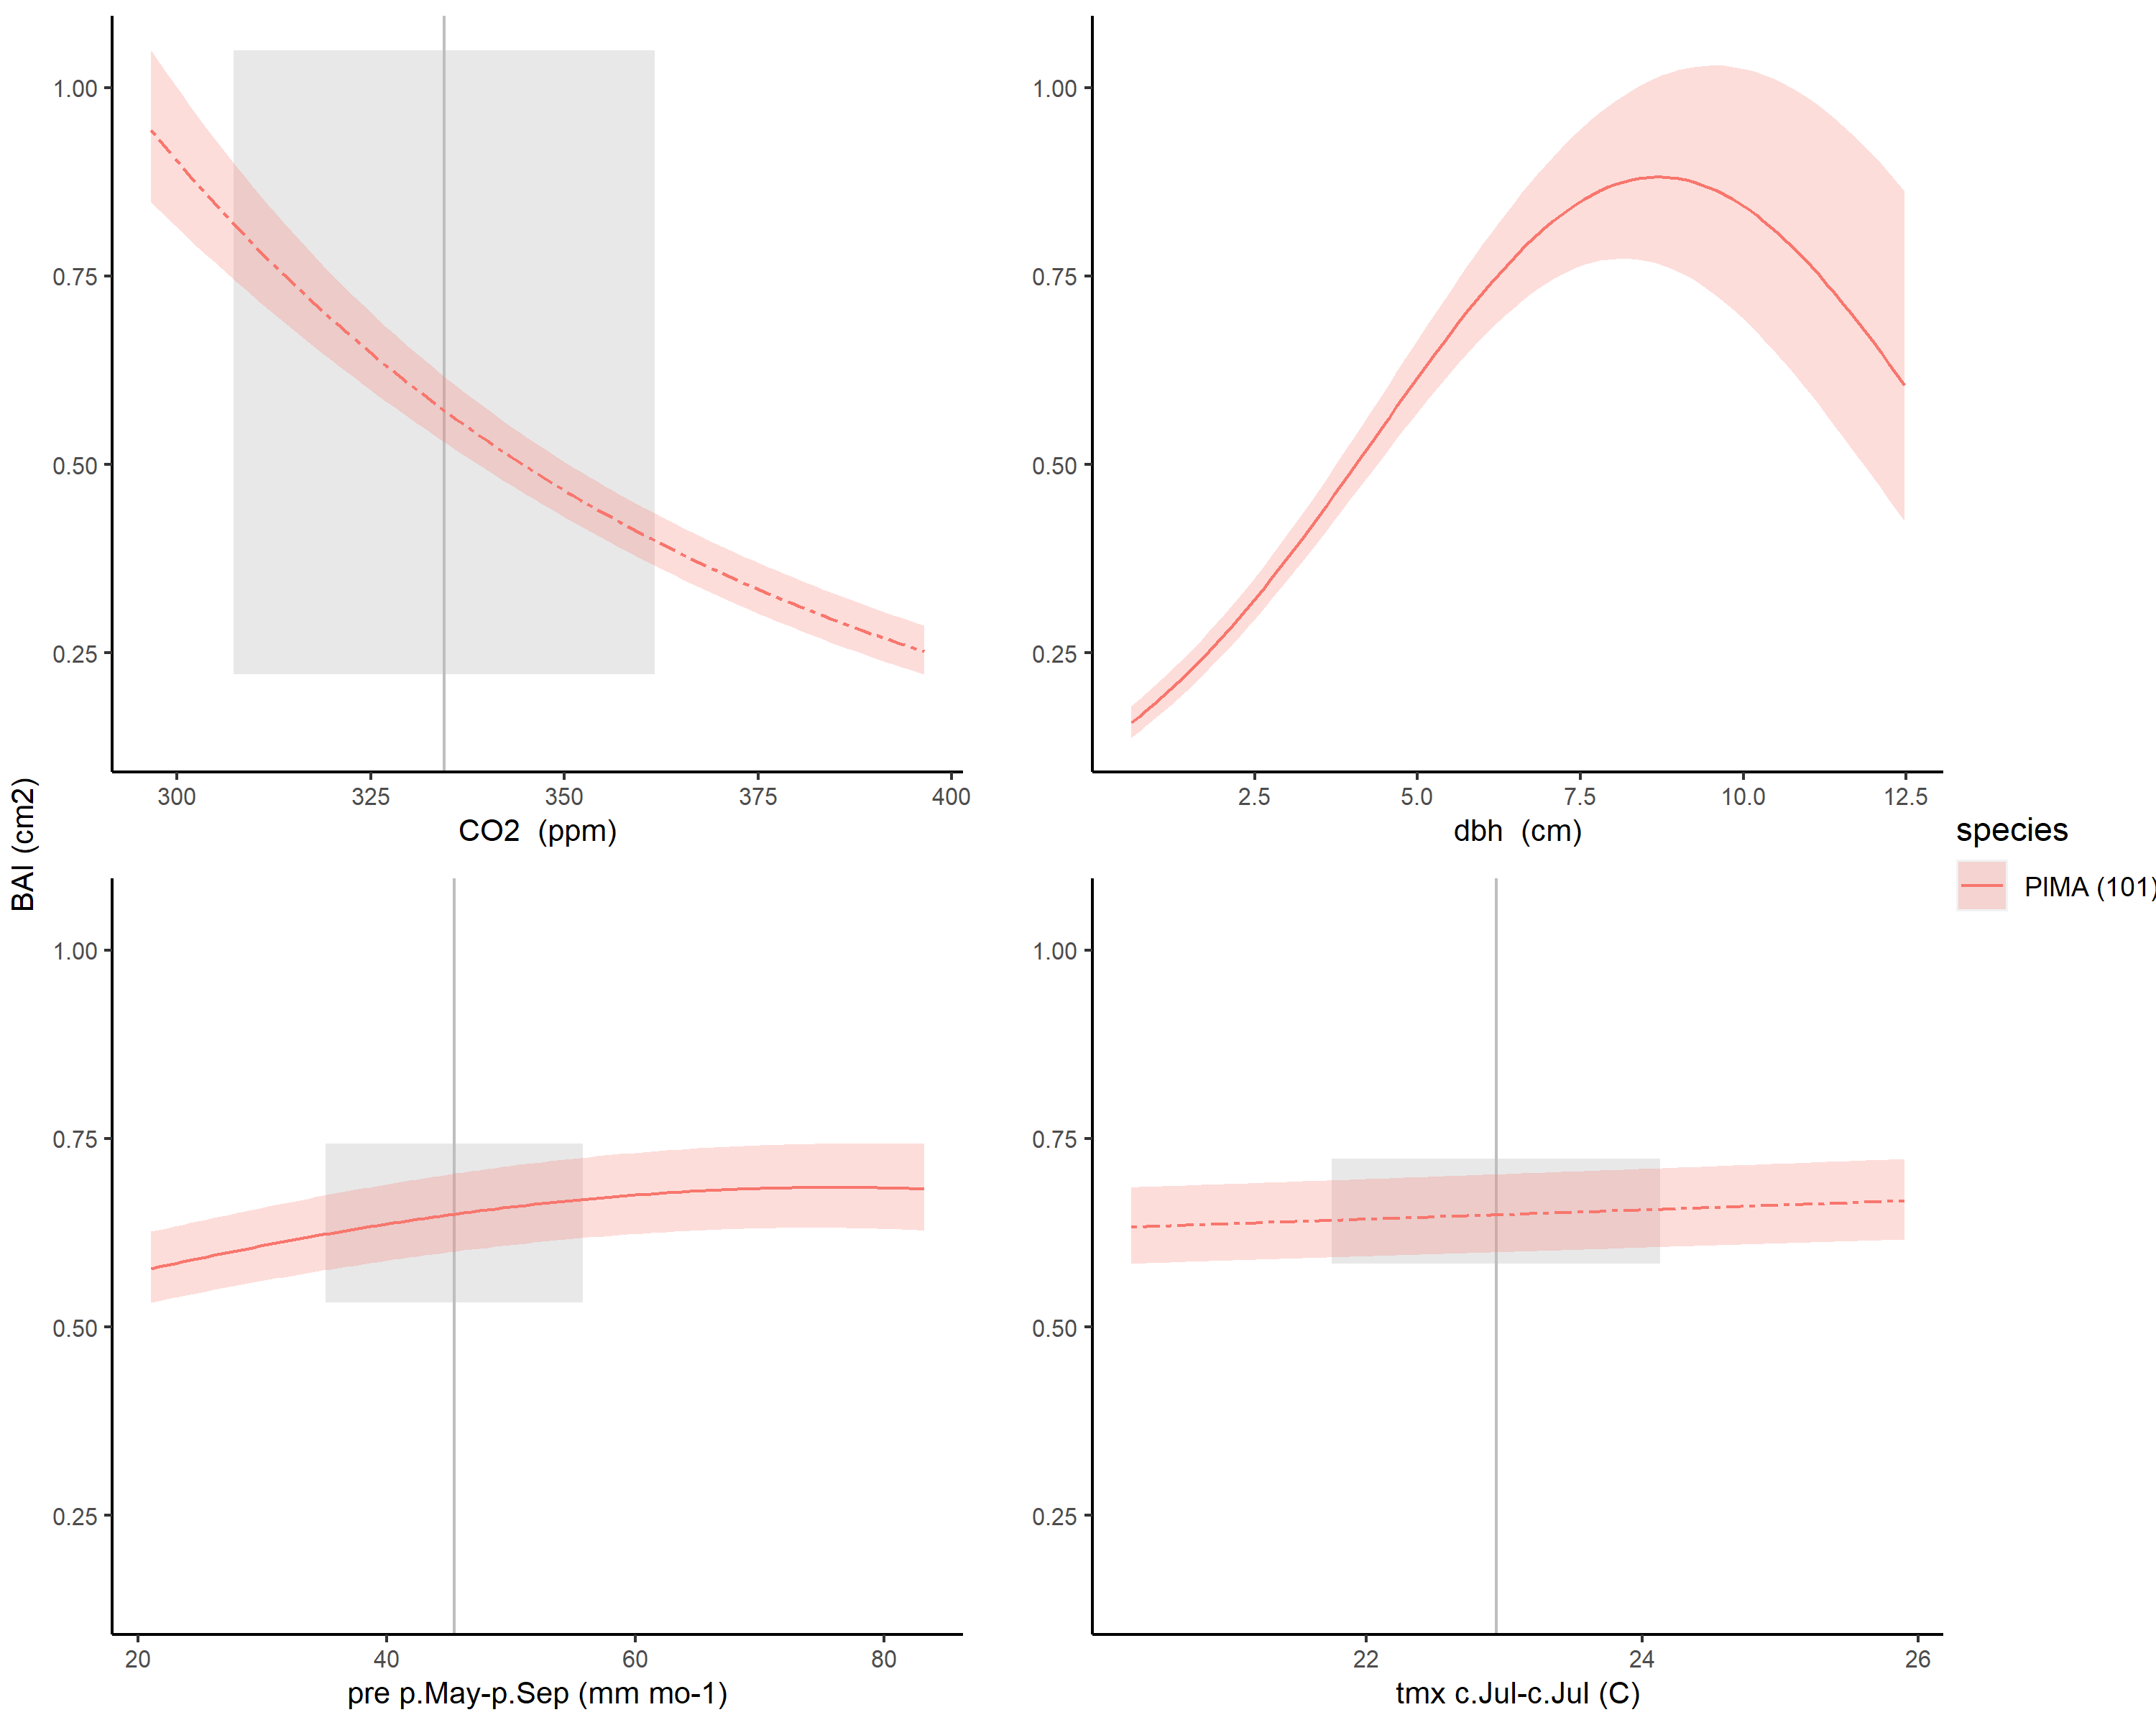 1.00
0.75
0.50
0.25
300 325 350 375 400
CO2 (ppm)
1.00
0.75
0.50
0.25
2.5 5.0 7.5 10.0 12.5
dbh (cm)
BAI (cm2)
species
PIMA (101)
1.00
0.75
0.50
0.25
20 40 60 80
pre p.May-p.Sep (mm mo-1)
1.00
0.75
0.50
0.25
22 24 26
tmx c.Jul-c.Jul (C)